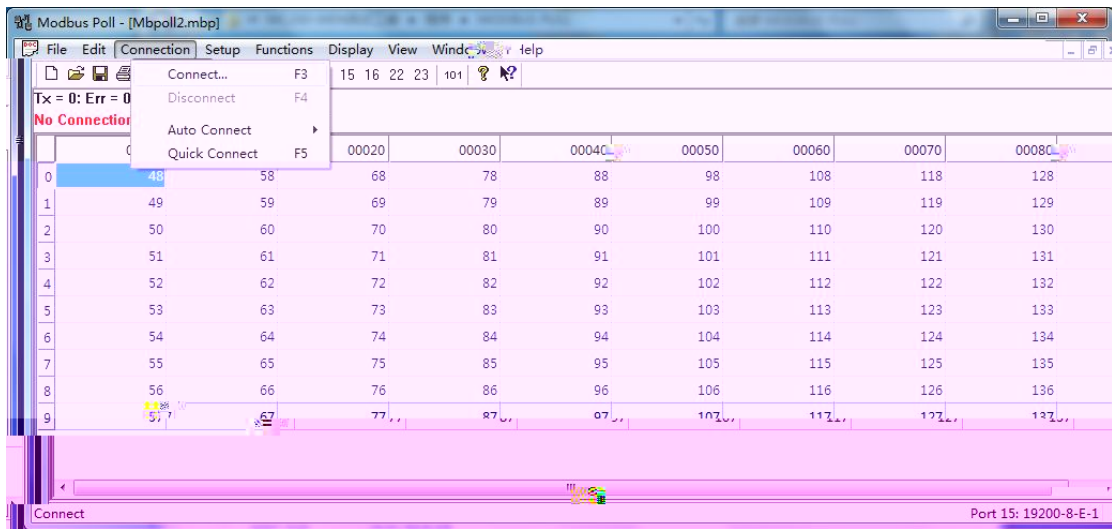 Modbus Poll - [Mbpoll2.mbp]
File Edit Connection Setup Functions Display View
15 16 22 23 101
Tx = 0: Err = 0
No Connection
Connect... F3
Disconnect F4
Auto Connect
Quick Connect F5
00020 00030 00050 00060 00070
0 48 58 68 78 88 98 108 118 128
1 49 59 69 79 89 99 109 119 129
2 50 60 70 80 90 100 110 120 130
3 51 61 71 81 91 101 111 121 131
4 52 62 72 82 92 102 112 122 132
5 53 63 73 83 93 103 113 123 133
6 54 64 74 84 94 104 114 124 134
7 55 65 75 85 95 105 115 125 135
8 56 66 76 86 96 106 116 126 136
9
Connect Port 15: 19200-8-E-1